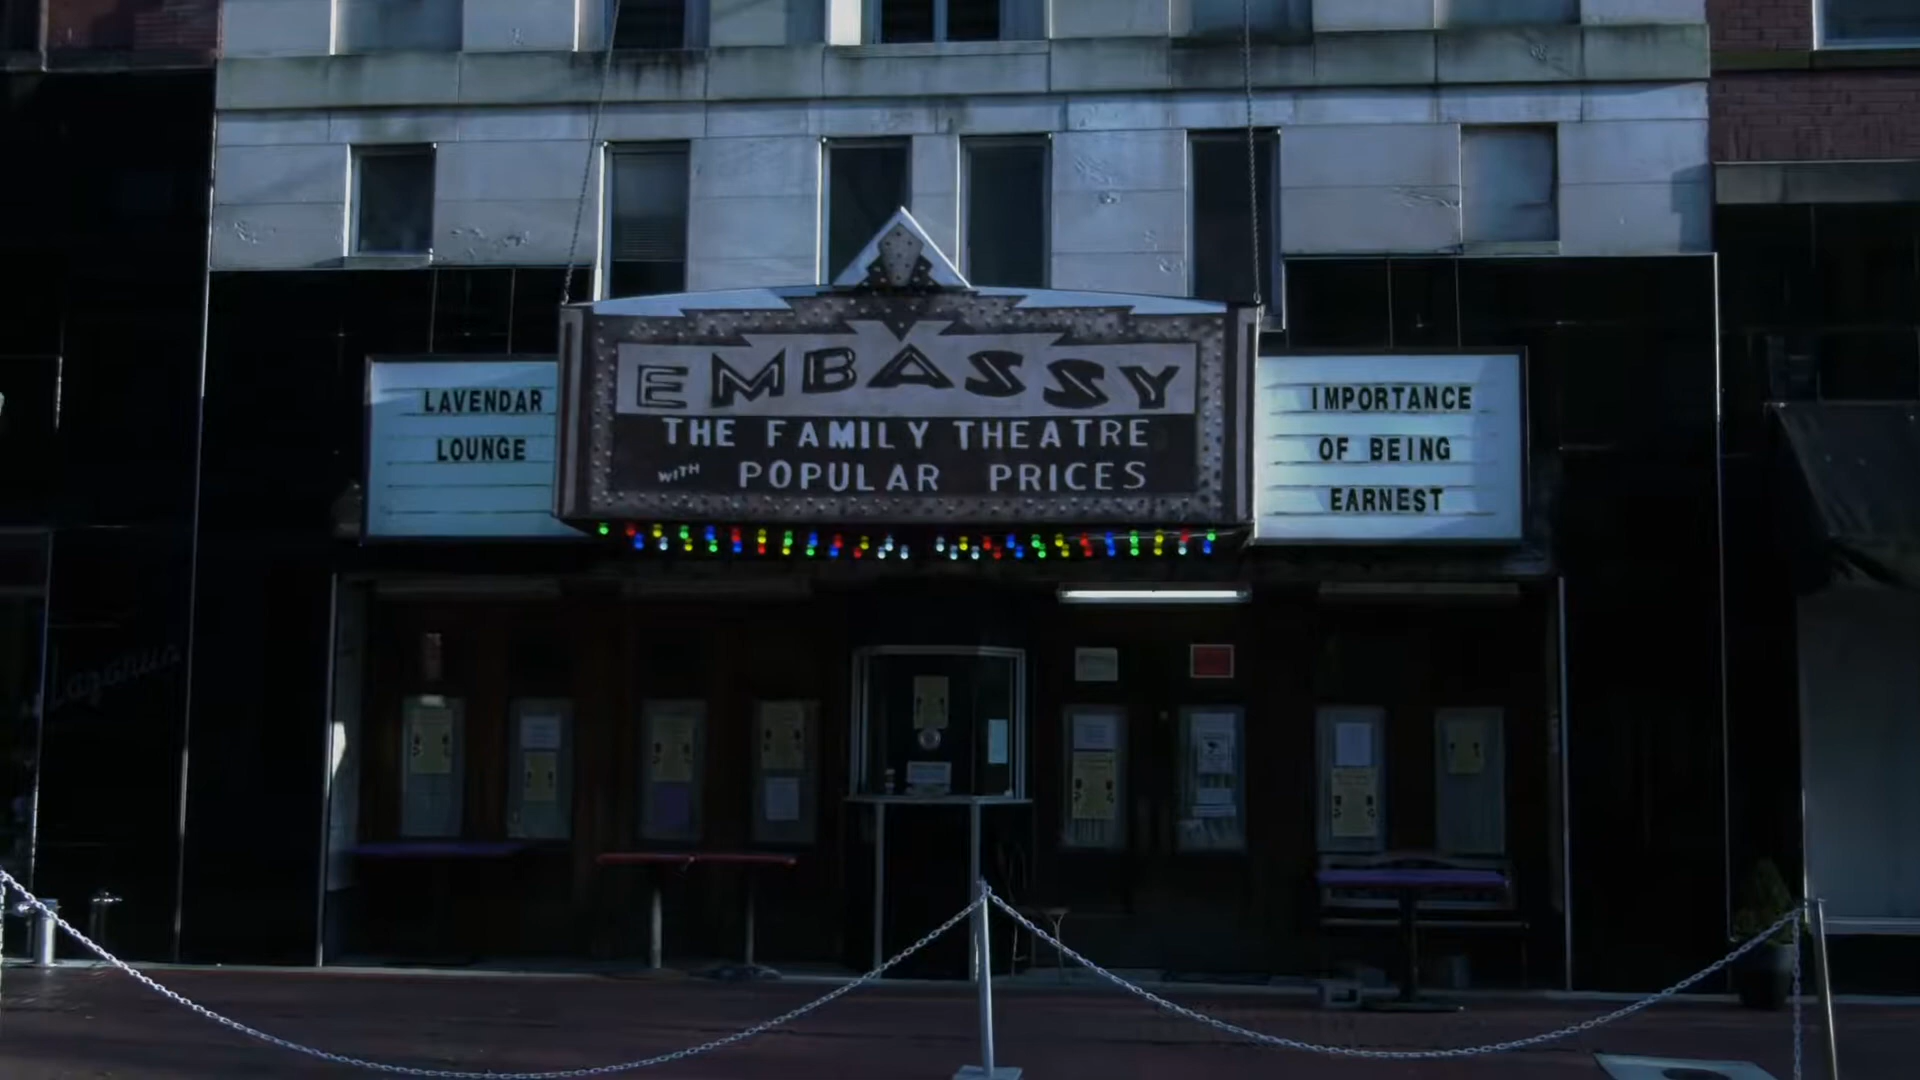 LAVENDAR
LOUNGE
EMBASSY
THE FAMILY THEATRE
WITH POPULAR PRICES
IMPORTANCE
OF BEING
EARNEST